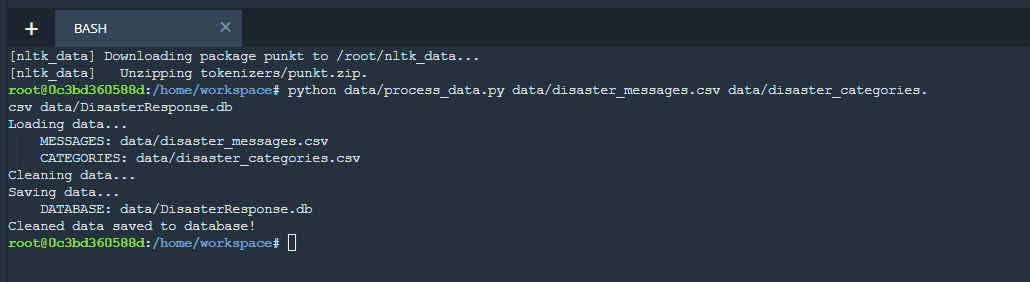 + BASH ×
[nltk_data] Downloading package punkt to /root/nltk_data...
[nltk_data]   Unzipping tokenizers/punkt.zip.
root@0c3bd360588d:/home/workspace# python data/process_data.py data/disaster_messages.csv data/disaster_categories.
csv data/DisasterResponse.db
Loading data...
    MESSAGES: data/disaster_messages.csv
    CATEGORIES: data/disaster_categories.csv
Cleaning data...
Saving data...
    DATABASE: data/DisasterResponse.db
Cleaned data saved to database!
root@0c3bd360588d:/home/workspace#